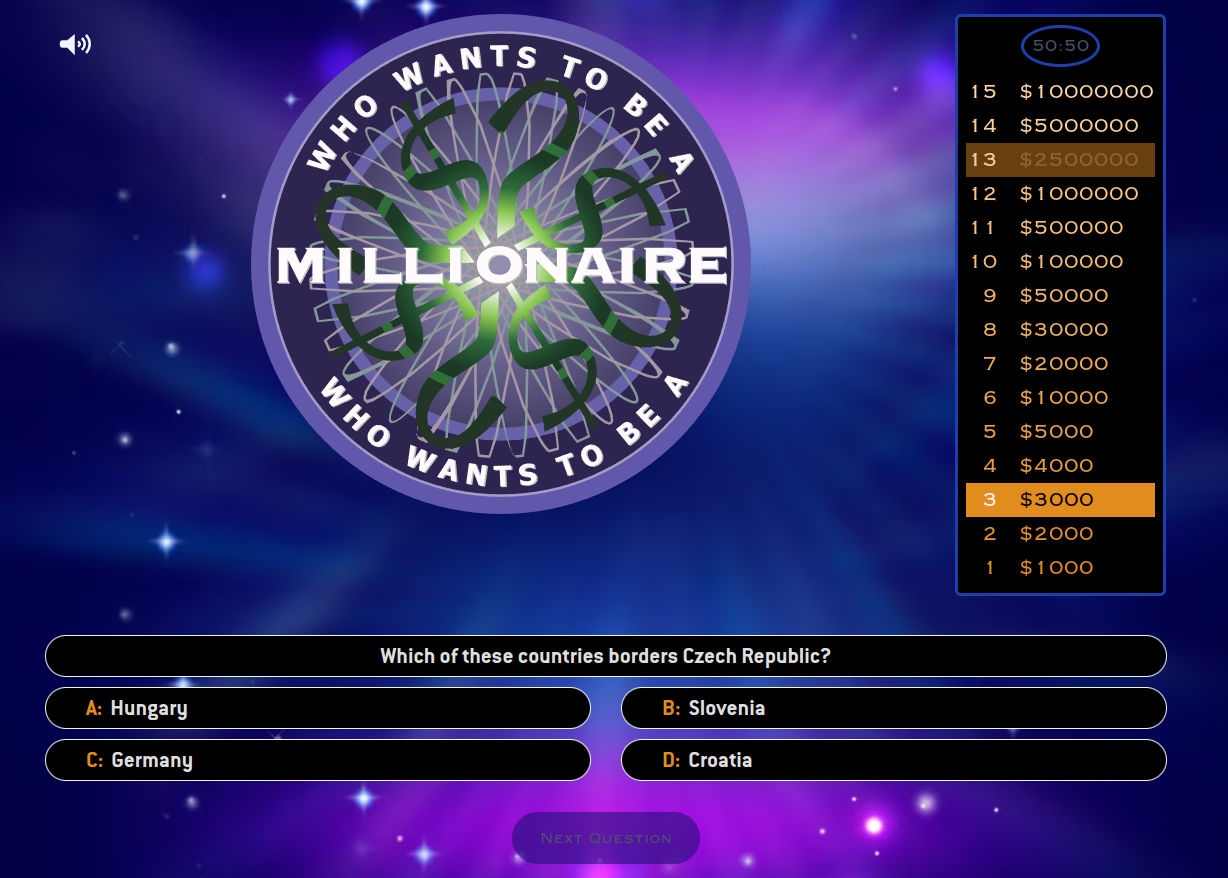 WHO WANTS TO BE A
MILLIONAIRE
WHO WANTS TO BE A
50:50
15 $10000000
14 $5000000
13 $2500000
12 $1000000
11 $500000
10 $100000
9 $50000
8 $30000
7 $20000
6 $10000
5 $5000
4 $4000
3 $3000
2 $2000
1 $1000
Which of these countries borders Czech Republic?
A: Hungary
B: Slovenia
C: Germany
D: Croatia
Next Question